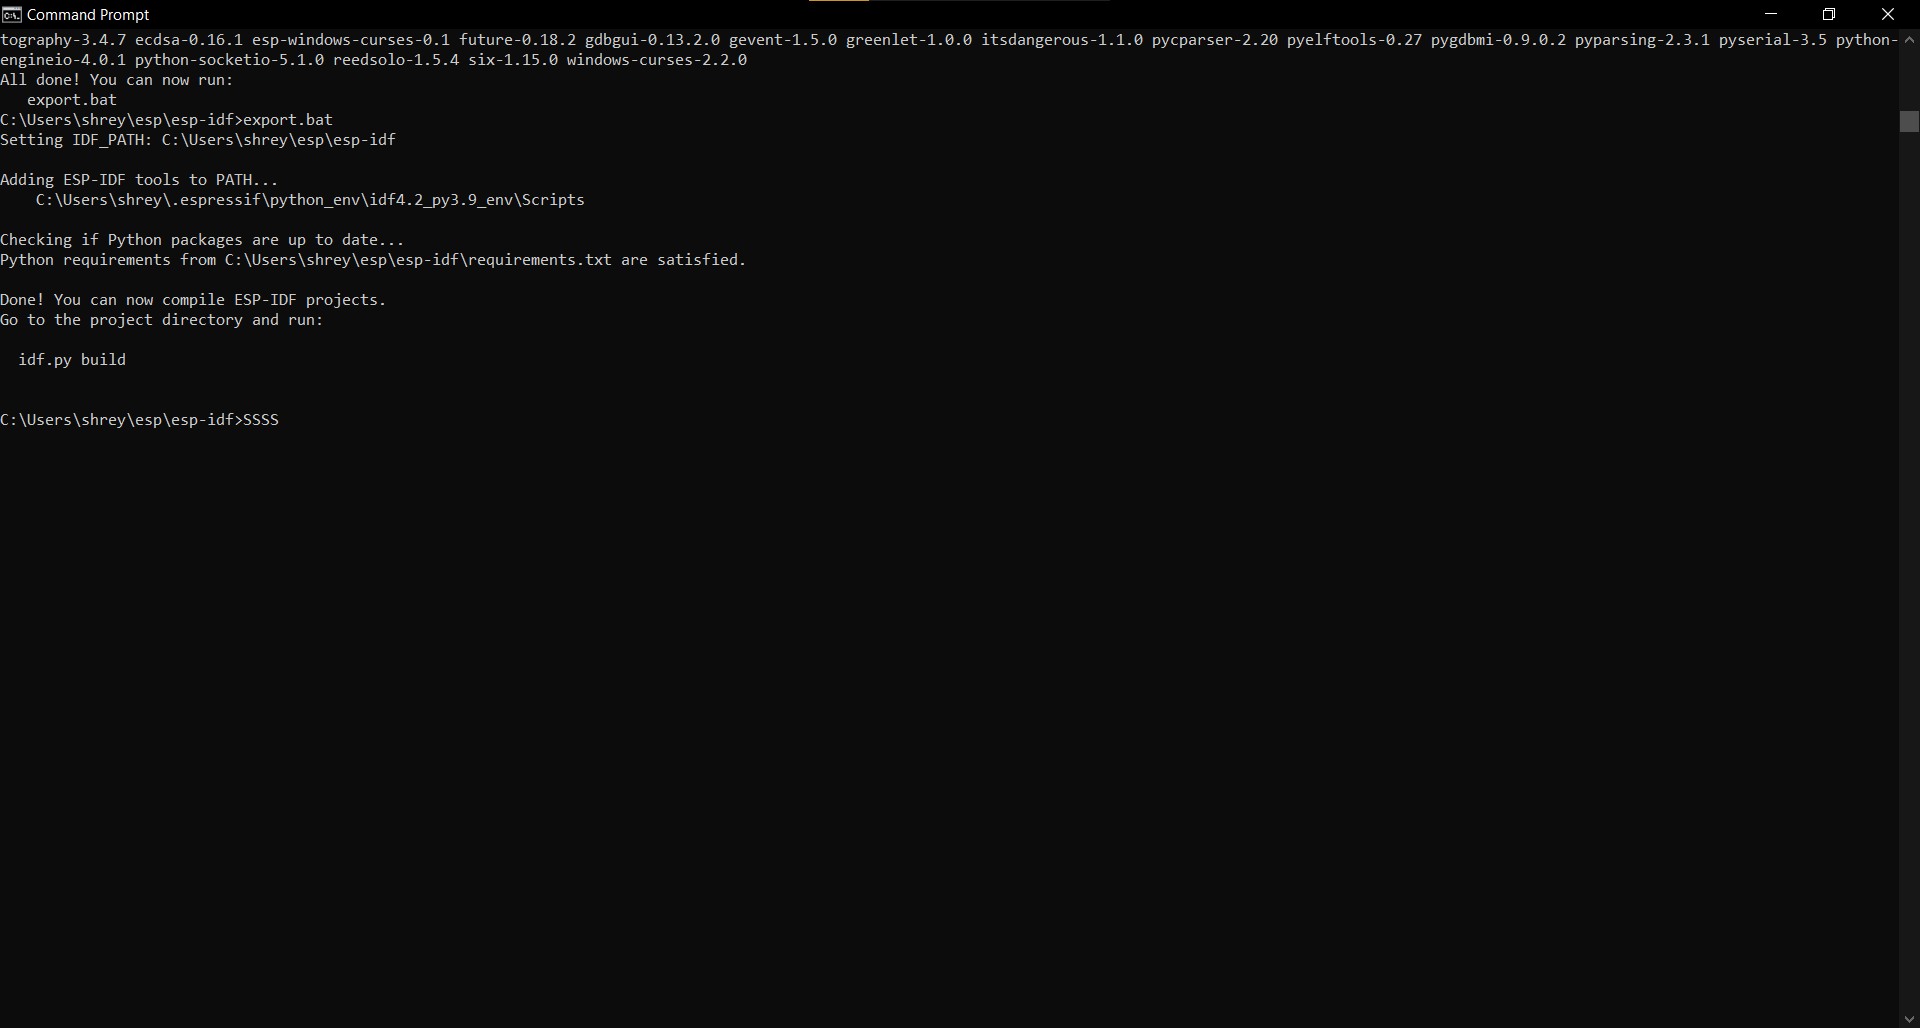 Command Prompt
tography-3.4.7 ecdsa-0.16.1 esp-windows-curses-0.1 future-0.18.2 gdbgui-0.13.2.0 gevent-1.5.0 greenlet-1.0.0 itsdangerous-1.1.0 pycparser-2.20 pyelftools-0.27 pygdbmi-0.9.0.2 pyparsing-2.3.1 pyserial-3.5 python-
engineio-4.0.1 python-socketio-5.1.0 reedsolo-1.5.4 six-1.15.0 windows-curses-2.2.0
All done! You can now run:
   export.bat
C:\Users\shrey\esp\esp-idf>export.bat
Setting IDF_PATH: C:\Users\shrey\esp\esp-idf
Adding ESP-IDF tools to PATH...
    C:\Users\shrey\.espressif\python_env\idf4.2_py3.9_env\Scripts
Checking if Python packages are up to date...
Python requirements from C:\Users\shrey\esp\esp-idf\requirements.txt are satisfied.
Done! You can now compile ESP-IDF projects.
Go to the project directory and run:
  idf.py build
C:\Users\shrey\esp\esp-idf>SSSS